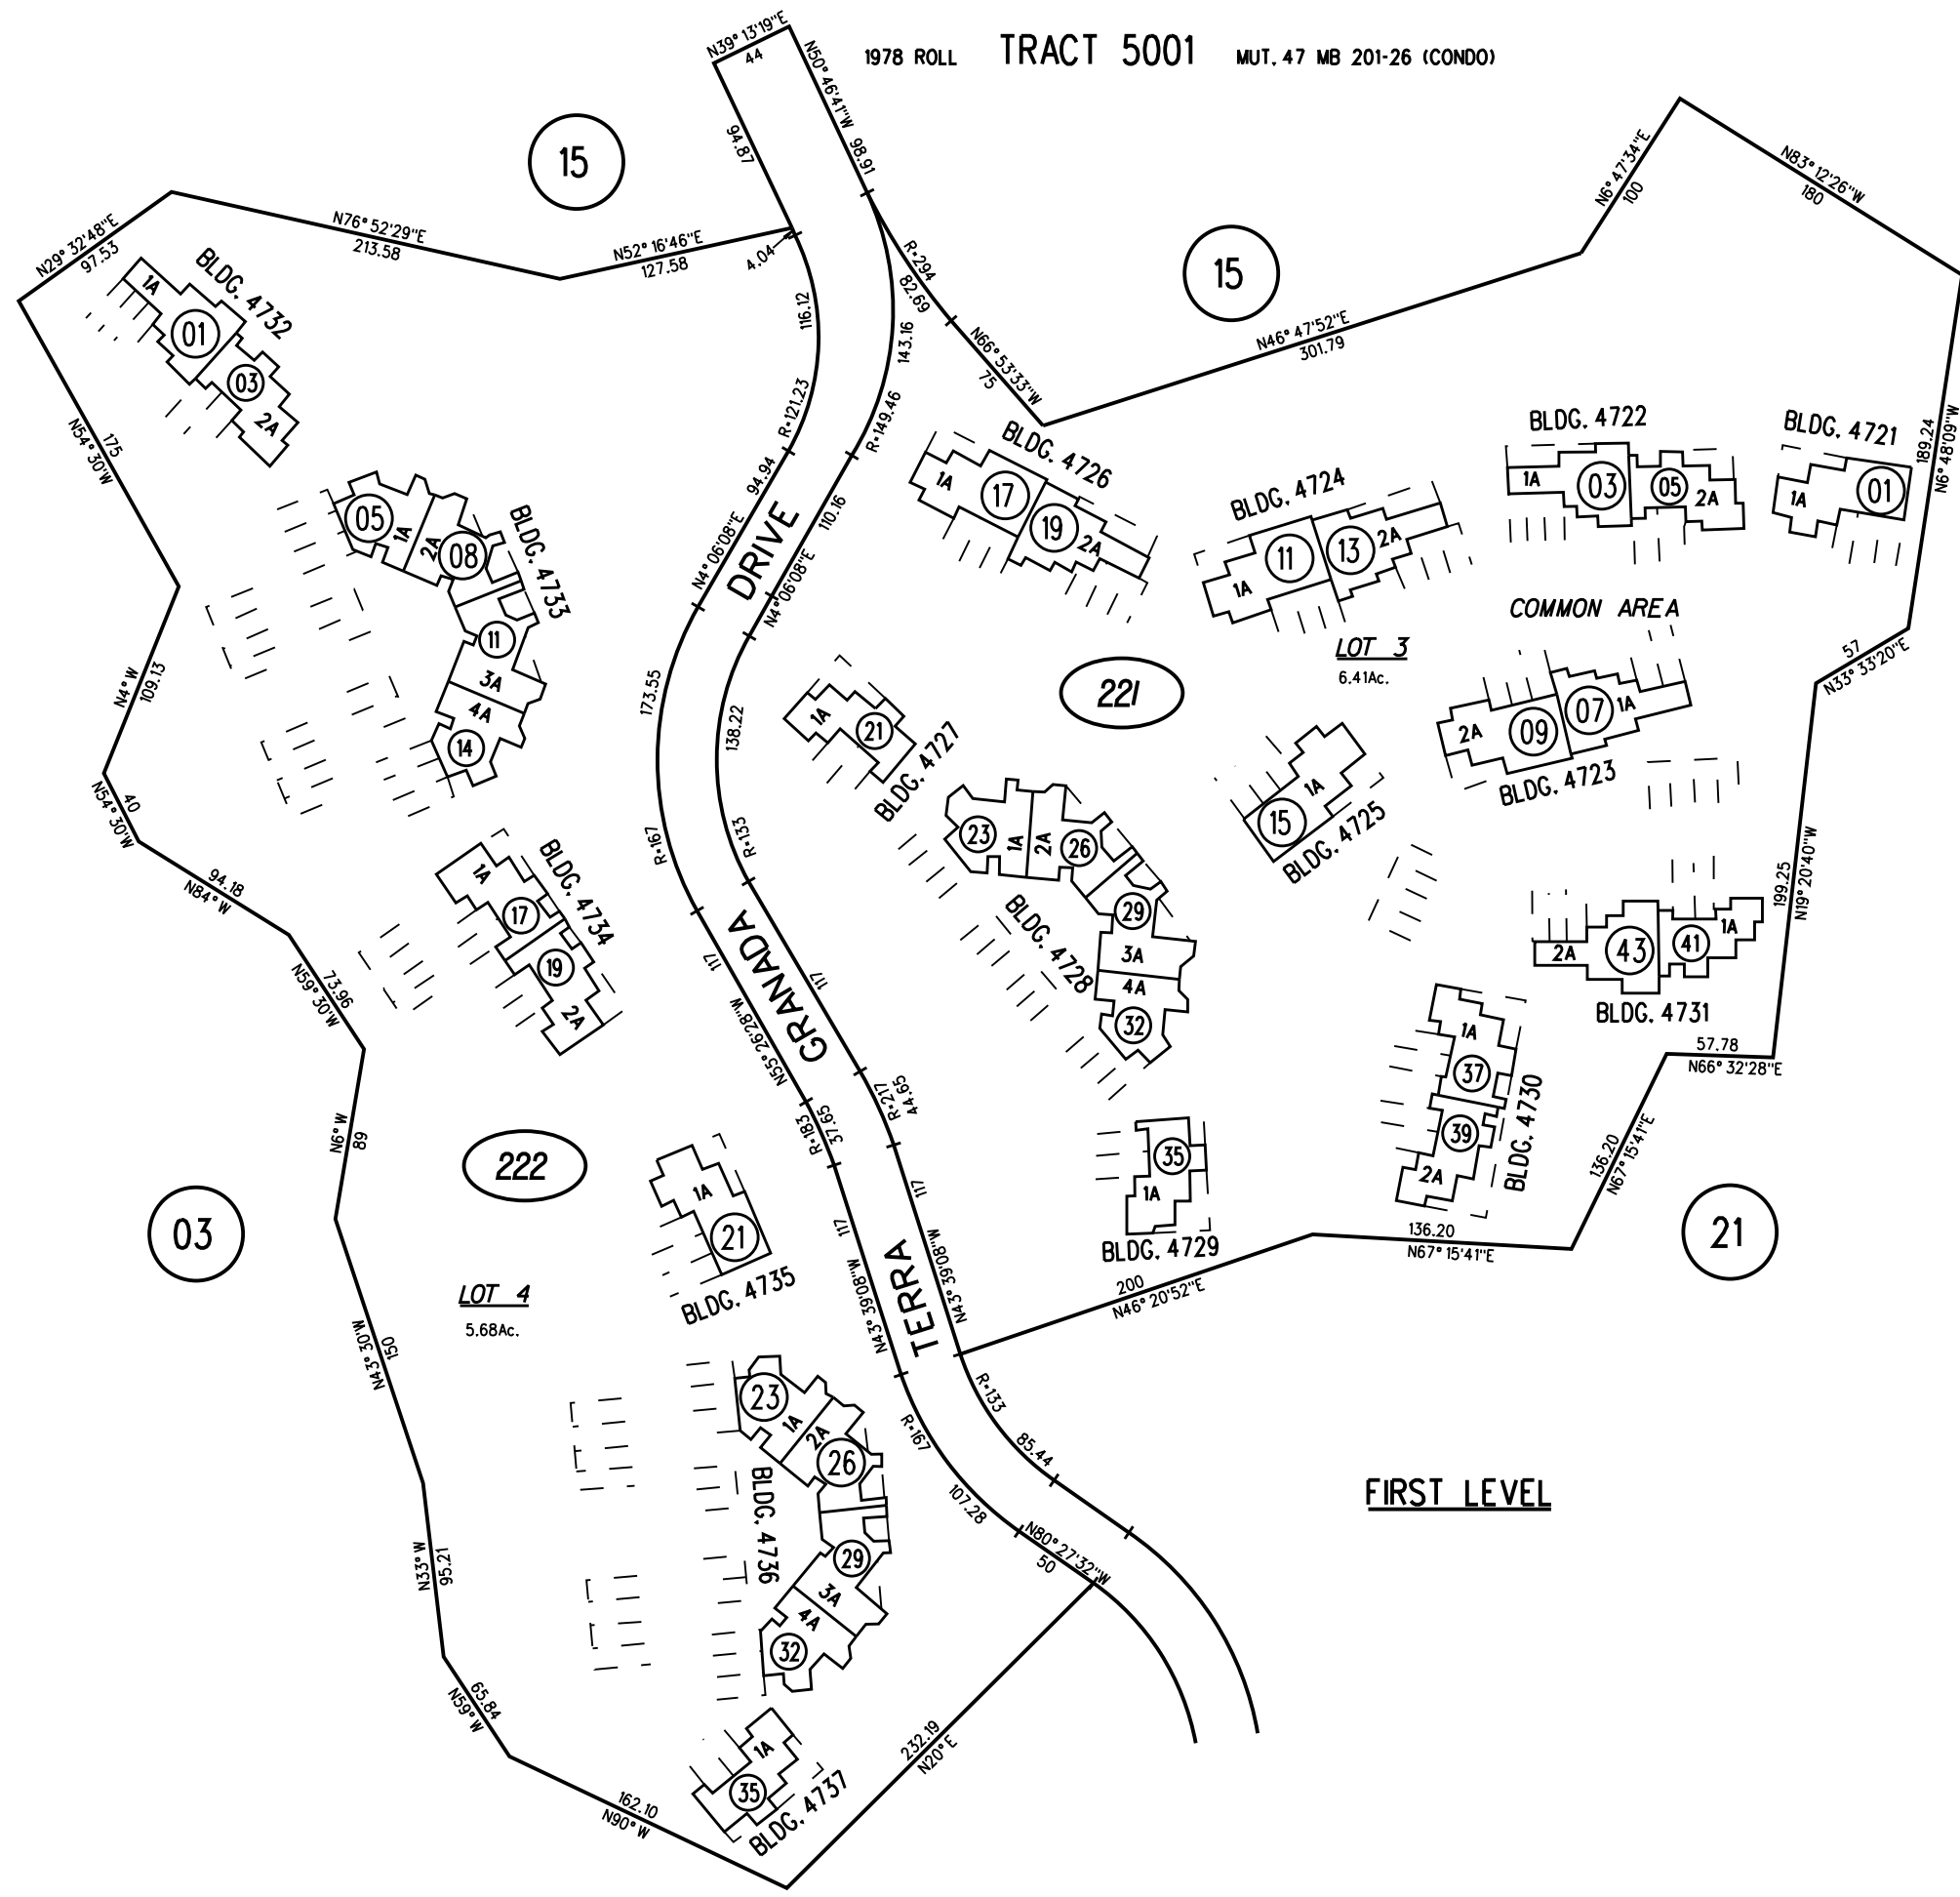 1978 ROLL TRACT 5001 MUT. 47 MB 201-26 (CONDO)
N39° 13'19"E
44
N50° 46'41"W 98.91
94.87
15
15
N29° 32'48"E
97.53
N76° 52'29"E
213.58
N52° 16'46"E
127.58
4.04
R=294
82.69
N66° 53'33"W
75
N46° 47'52"E
301.79
N6° 47'34"E
100
N83° 12'26"W
180
189.24
N6° 48'09"W
57
N33° 33'20"E
199.25
N19° 20'40"W
57.78
N66° 32'28"E
136.20
N67° 15'41"E
136.20
N67° 15'41"E
200
N46° 20'52"E
116.12
143.16
R=121.23
R=149.46
94.94
110.16
N4° 06'08"E
N4° 06'08"E
DRIVE
173.55
138.22
R=167
R=133
117
117
GRANADA
N55° 26'28"W
R=183
37.65
R=217
44.65
117
117
N43° 39'08"W
N43° 39'08"W
TERRA
R=167
R=133
107.28
85.44
N80° 27'32"W
50
232.19
N20° E
162.10
N90° W
65.84
N59° W
95.21
N33° W
150
N43° 30'W
89
N6° W
73.96
N59° 30'W
94.18
N84° W
40
N54° 30'W
109.13
N4° W
175
N54° 30'W
BLDG. 4732
1A
01
03
2A
BLDG. 4733
05
1A
2A
08
11
3A
4A
14
BLDG. 4734
1A
17
19
2A
222
03
LOT 4
5.68Ac.
1A
21
BLDG. 4735
23
1A
2A
26
BLDG. 4736
29
3A
4A
32
1A
35
BLDG. 4737
BLDG. 4726
1A
17
19
2A
BLDG. 4724
1A
11
13
2A
BLDG. 4722
1A
03
05
2A
BLDG. 4721
1A
01
COMMON AREA
LOT 3
6.41Ac.
221
1A
21
BLDG. 4727
2A
09
07
1A
BLDG. 4723
1A
15
BLDG. 4725
23
1A
2A
26
29
BLDG. 4728
3A
4A
32
2A
43
41
1A
BLDG. 4731
1A
37
39
2A
BLDG. 4730
35
1A
BLDG. 4729
21
FIRST LEVEL